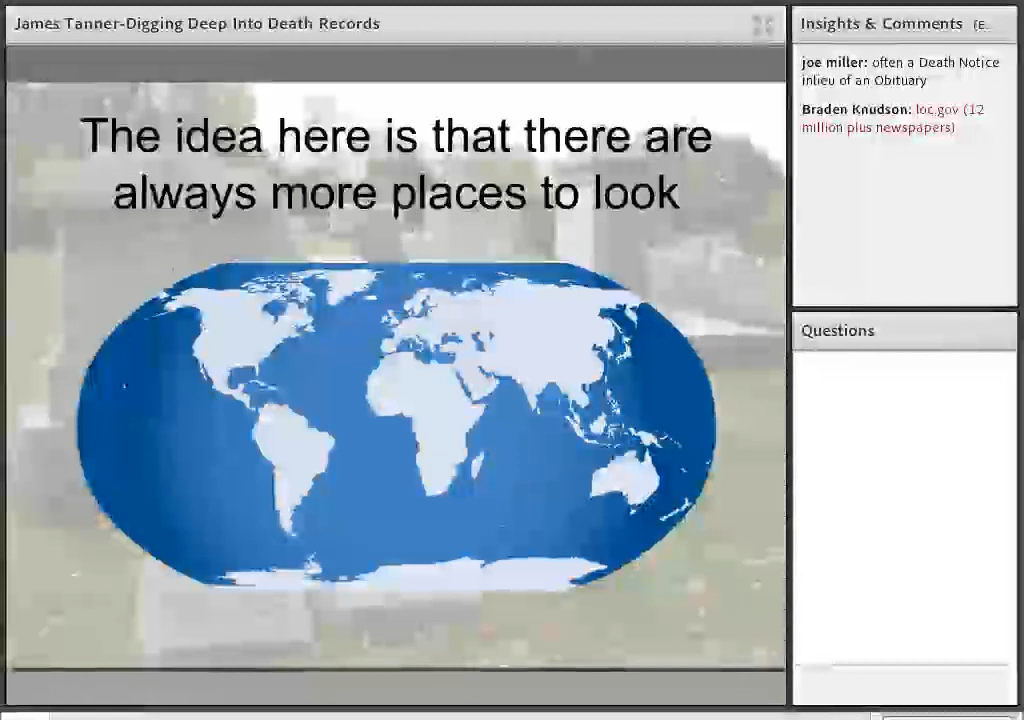 James Tanner-Digging Deep Into Death Records
The idea here is that there are
always more places to look
Insights & Comments (E...
joe miller: often a Death Notice
inlieu of an Obituary
Braden Knudson: loc.gov (12
million plus newspapers)
Questions